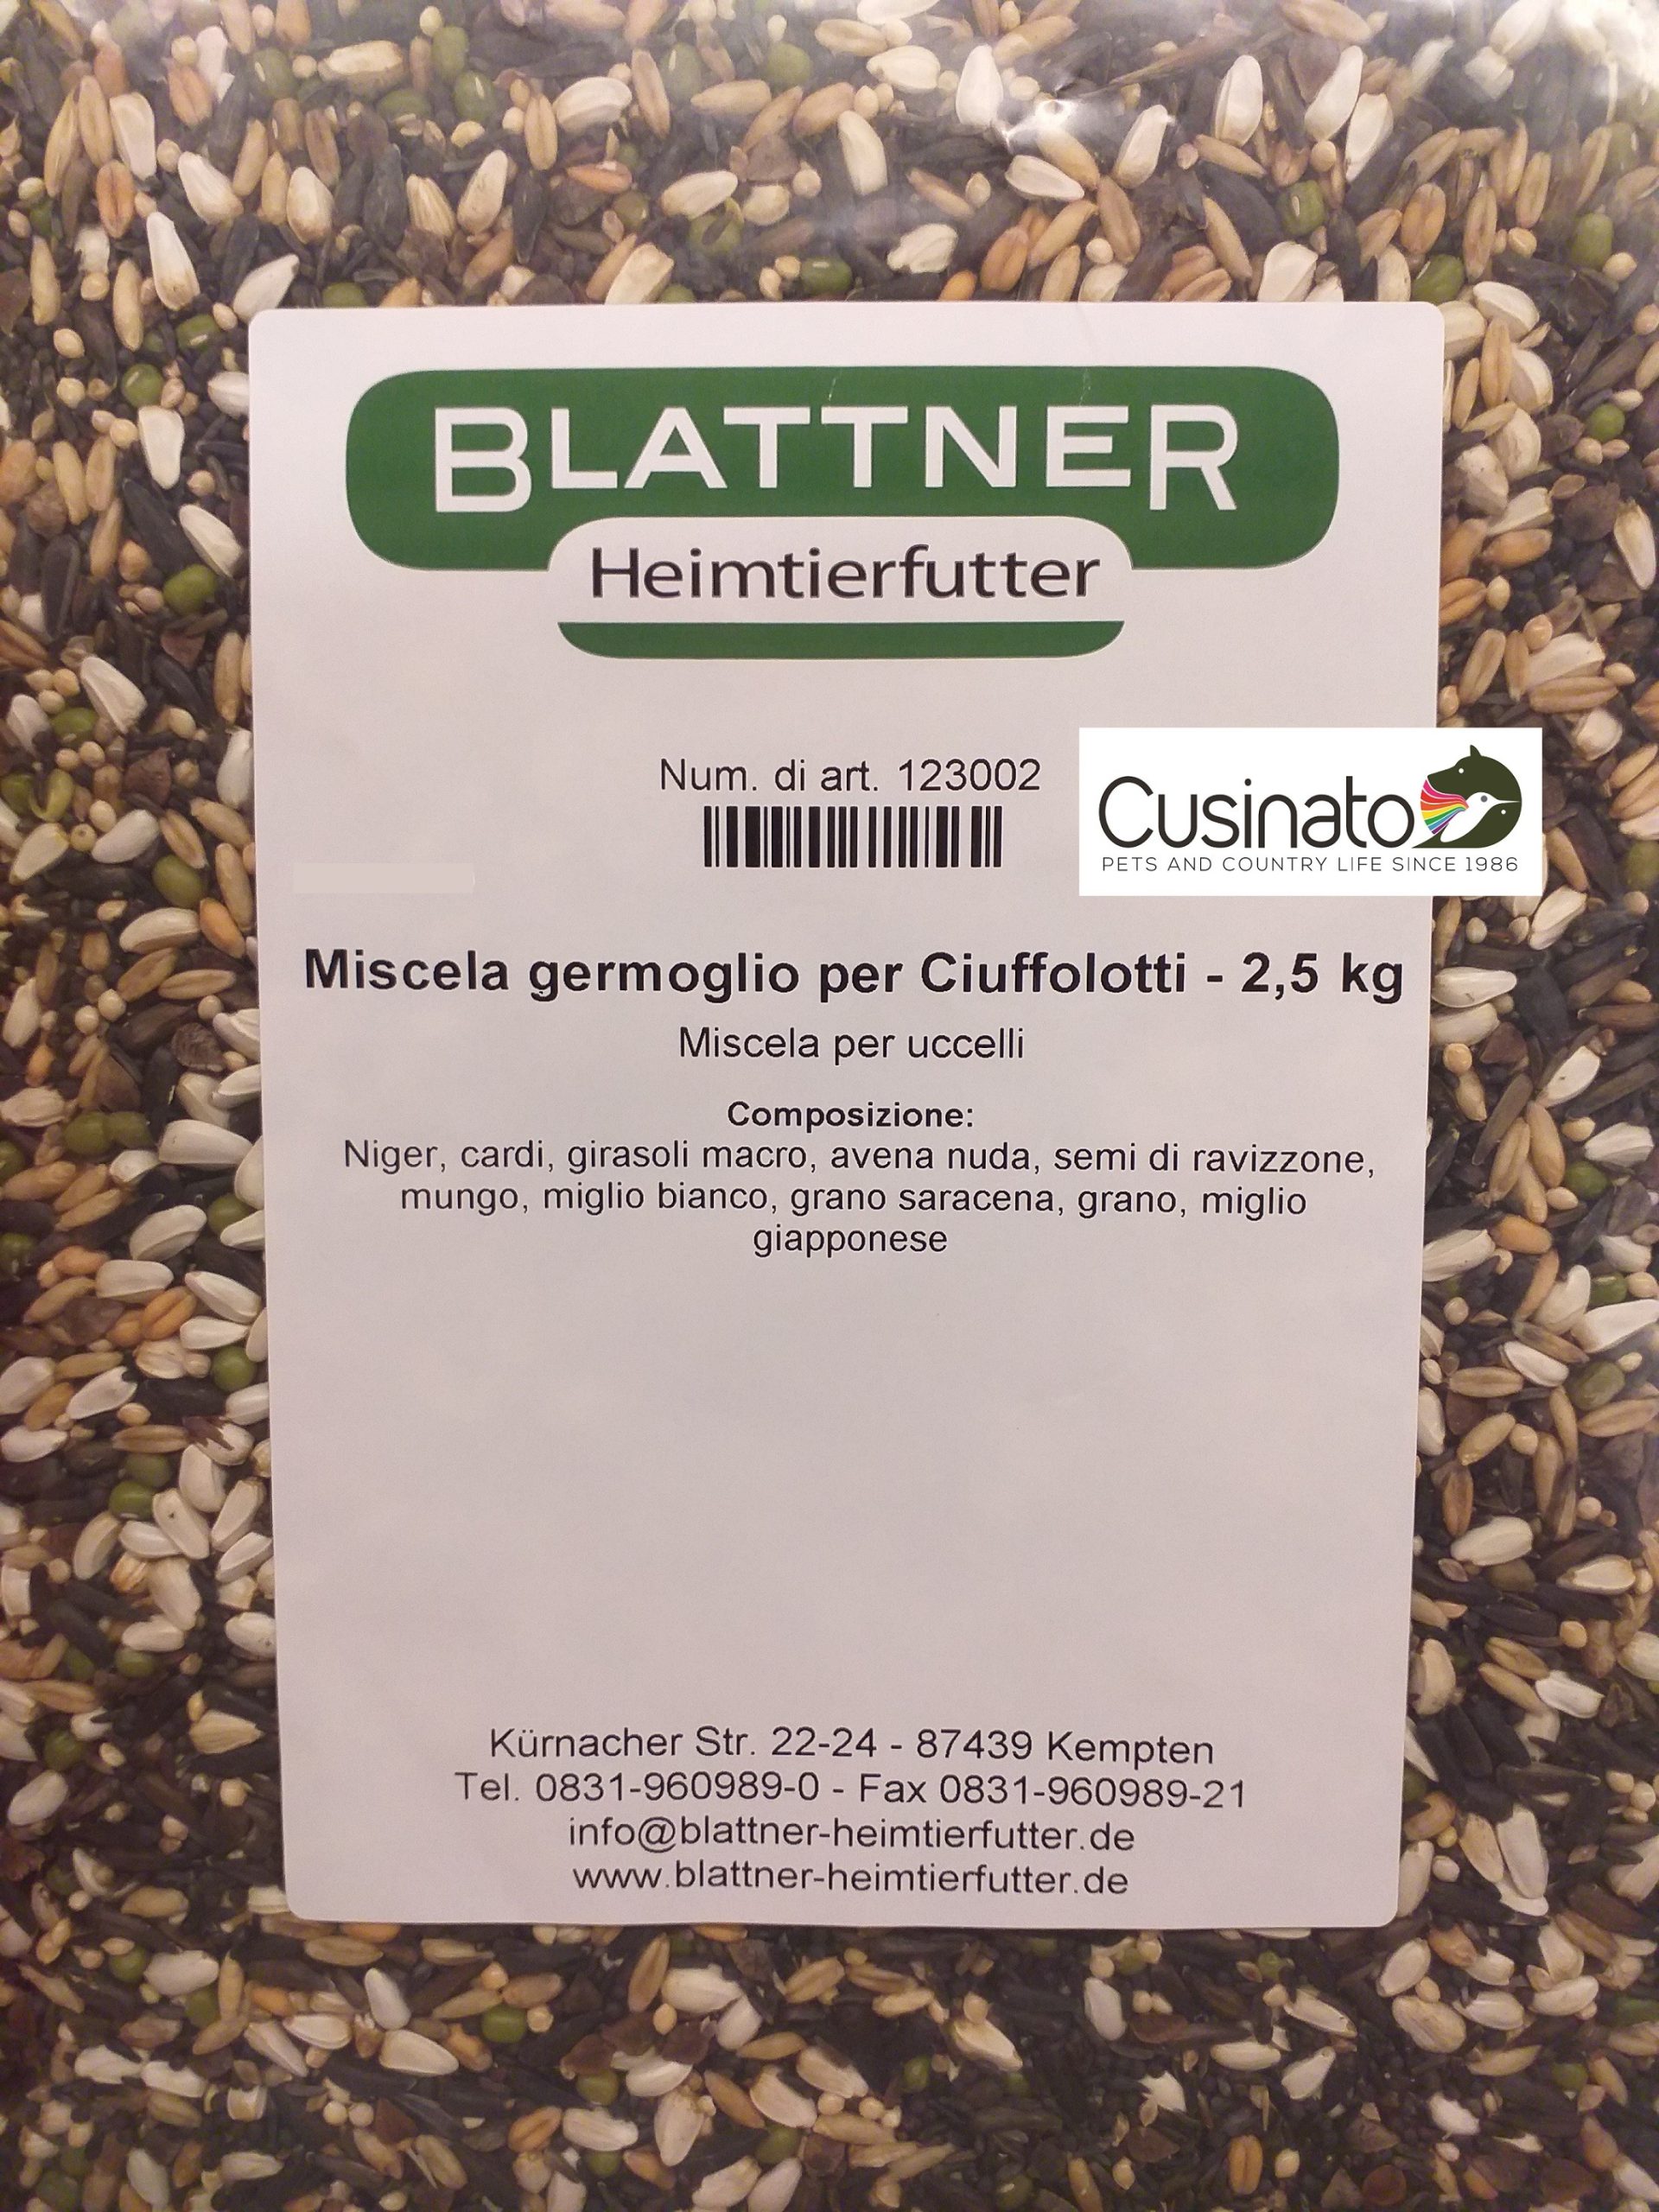 BLATTNER
Heimtierfutter
Num. di art. 123002
Cusinato
PETS AND COUNTRY LIFE SINCE 1986
Miscela germoglio per Ciuffolotti - 2,5 kg
Miscela per uccelli
Composizione:
Niger, cardi, girasoli macro, avena nuda, semi di ravizzone,
mungo, miglio bianco, grano saracena, grano, miglio
giapponese
Kürnacher Str. 22-24 - 87439 Kempten
Tel. 0831-960989-0 - Fax 0831-960989-21
info@blattner-heimtierfutter.de
www.blattner-heimtierfutter.de